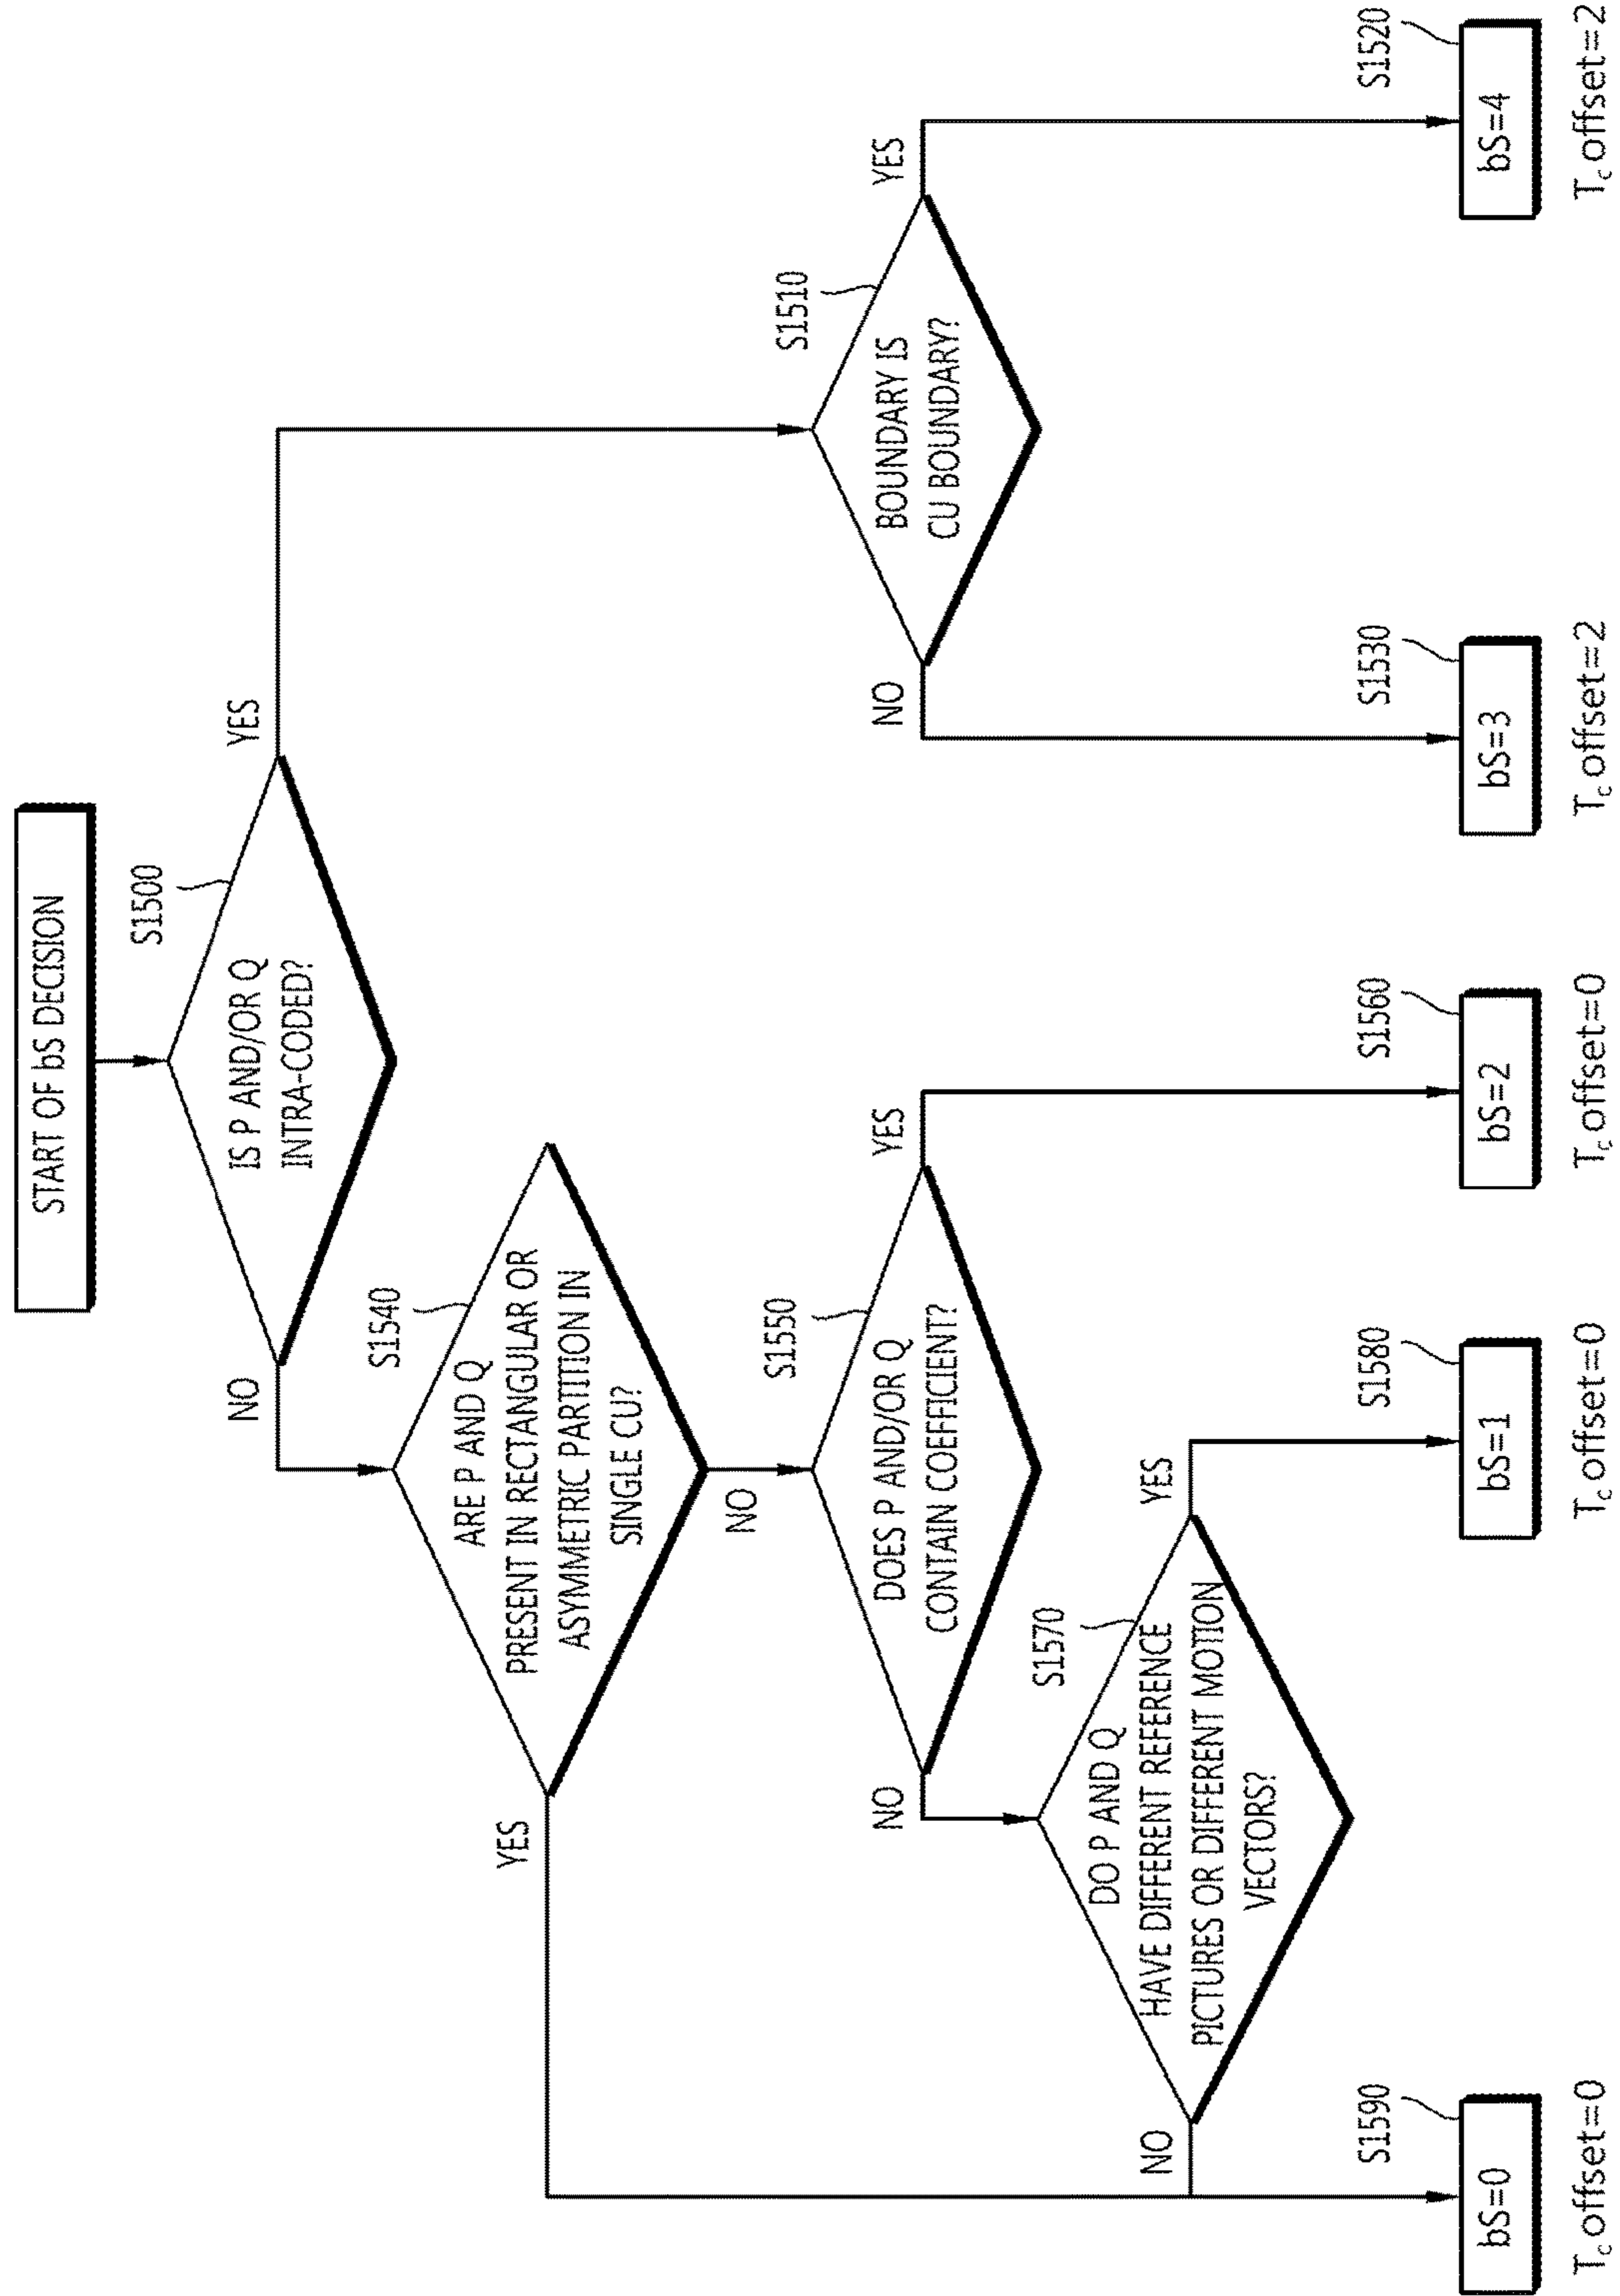 START OF bS DECISION
S1500
IS P AND/OR Q
INTRA-CODED?
NO
YES
S1540
ARE P AND Q
PRESENT IN RECTANGULAR OR
ASYMMETRIC PARTITION IN
SINGLE CU?
YES
NO
S1550
DOES P AND/OR Q
CONTAIN COEFFICIENT?
NO
YES
S1510
BOUNDARY IS
CU BOUNDARY?
NO
YES
S1570
DO P AND Q
HAVE DIFFERENT REFERENCE
PICTURES OR DIFFERENT MOTION
VECTORS?
NO
YES
S1590
bS=0
Tc offset=0
S1580
bS=1
Tc offset=0
S1560
bS=2
Tc offset=0
S1530
bS=3
Tc offset=2
S1520
bS=4
Tc offset=2